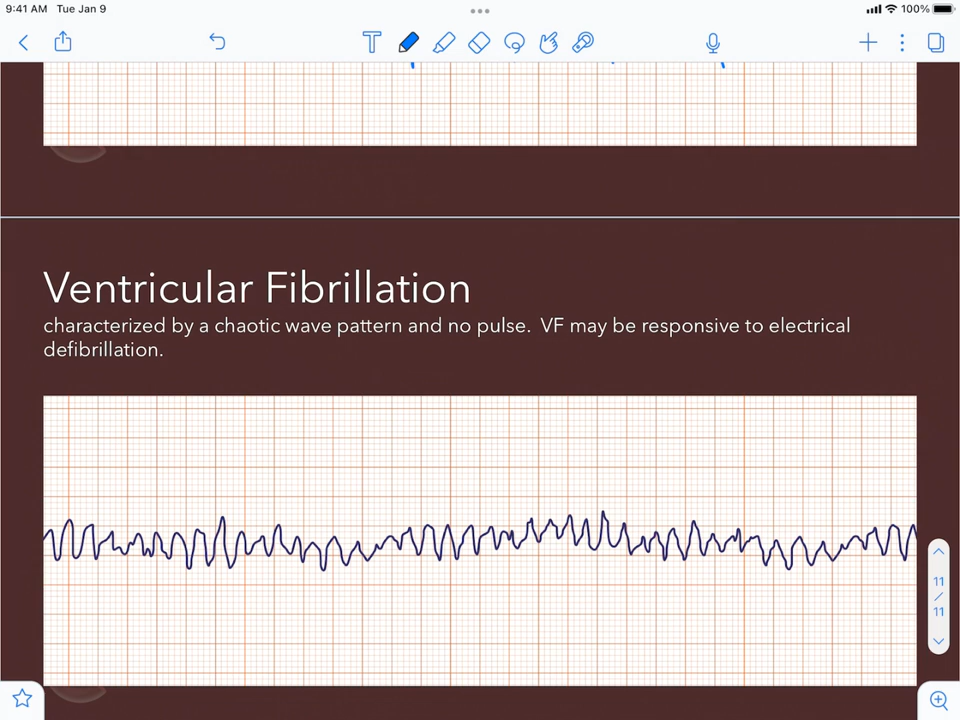 9:41 AM Tue Jan 9
100%
T
Ventricular Fibrillation
characterized by a chaotic wave pattern and no pulse. VF may be responsive to electrical
defibrillation.
11
/
11